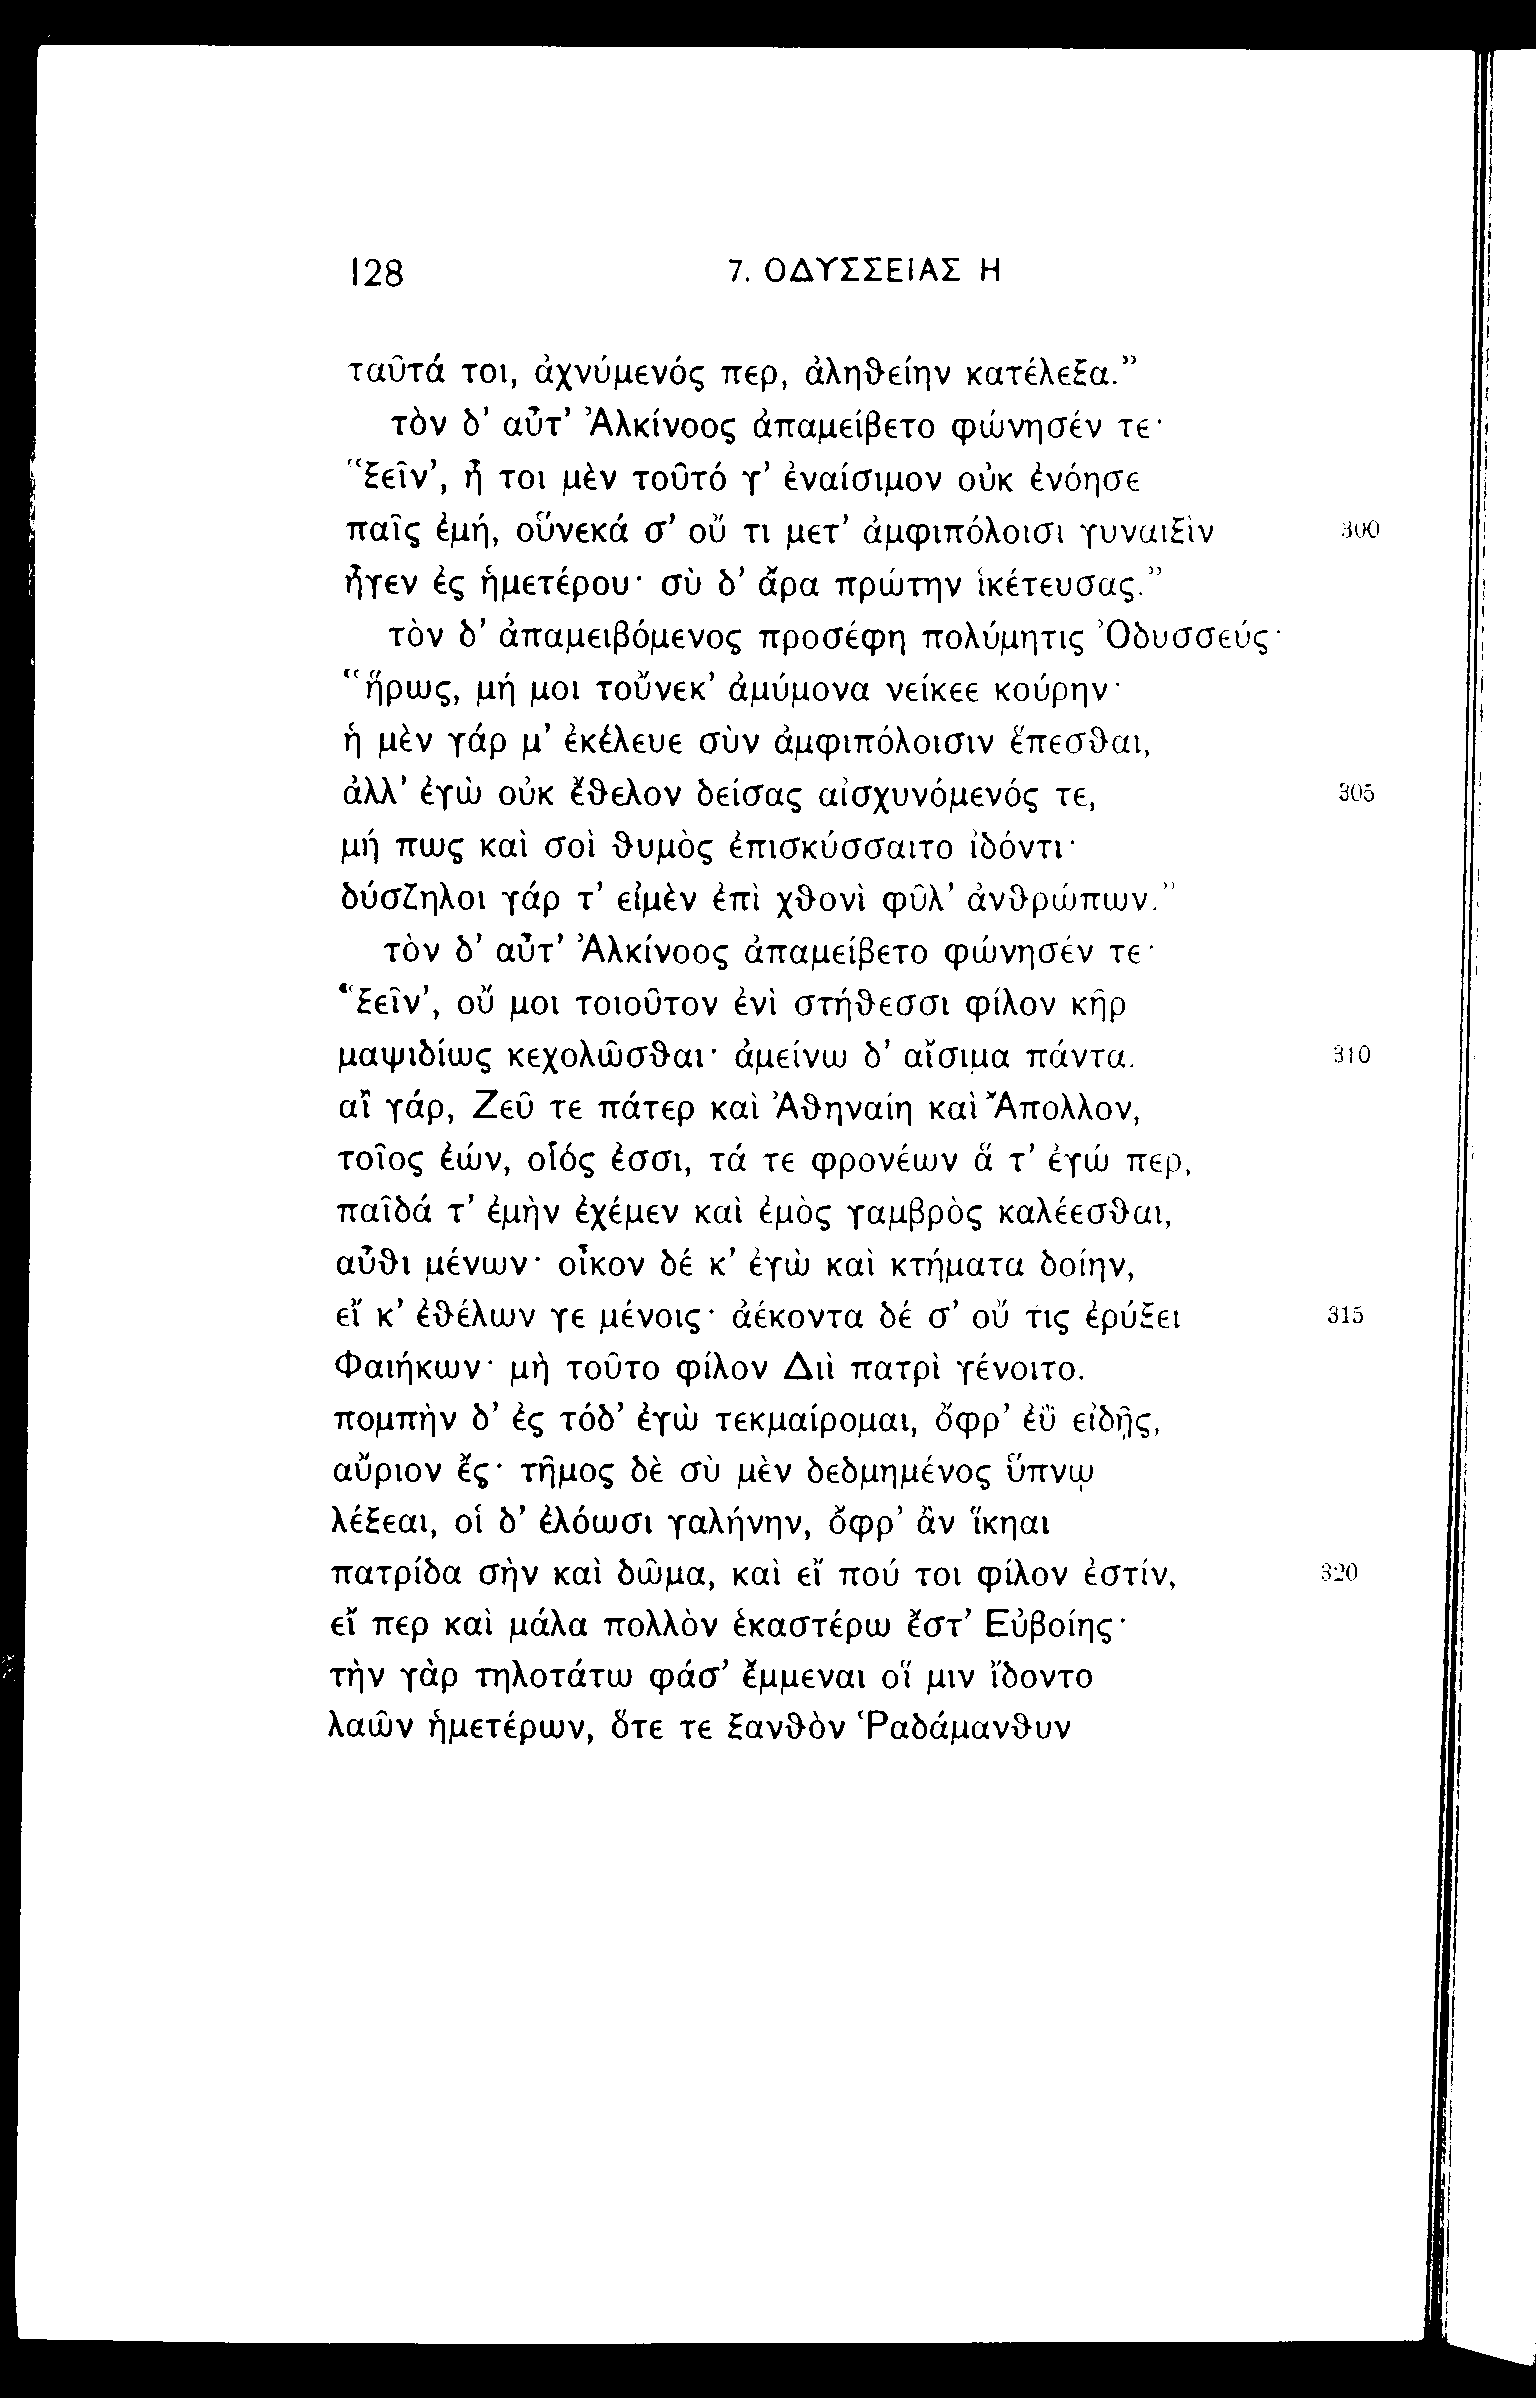 128 7. ΟΔΥΣΣΕΙΑΣ Η
ταῦτά τοι, ἀχνύμενός περ, ἀληθείην κατέλεξα.”
τὸν δ’ αὖτ’ Ἀλκίνοος ἀπαμείβετο φώνησέν τε·
“ξεῖν’, ἦ τοι μὲν τοῦτό γ’ ἐναίσιμον οὐκ ἐνόησε
παῖς ἐμή, οὕνεκά σ’ οὔ τι μετ’ ἀμφιπόλοισι γυναιξὶν 300
ἦγεν ἐς ἡμετέρου· σὺ δ’ ἄρα πρώτην ἱκέτευσας.”
τὸν δ’ ἀπαμειβόμενος προσέφη πολύμητις Ὀδυσσεύς·
“ἥρως, μή μοι τοὔνεκ’ ἀμύμονα νείκεε κούρην·
ἡ μὲν γάρ μ’ ἐκέλευε σὺν ἀμφιπόλοισιν ἕπεσθαι,
ἀλλ’ ἐγὼ οὐκ ἔθελον δείσας αἰσχυνόμενός τε, 305
μή πως καὶ σοὶ θυμὸς ἐπισκύσσαιτο ἰδόντι·
δύσζηλοι γάρ τ’ εἰμὲν ἐπὶ χθονὶ φῦλ’ ἀνθρώπων.”
τὸν δ’ αὖτ’ Ἀλκίνοος ἀπαμείβετο φώνησέν τε·
“ξεῖν’, οὔ μοι τοιοῦτον ἐνὶ στήθεσσι φίλον κῆρ
μαψιδίως κεχολῶσθαι· ἀμείνω δ’ αἴσιμα πάντα. 310
αἲ γάρ, Ζεῦ τε πάτερ καὶ Ἀθηναίη καὶ Ἄπολλον,
τοῖος ἐών, οἷός ἐσσι, τά τε φρονέων ἅ τ’ ἐγώ περ,
παῖδά τ’ ἐμὴν ἐχέμεν καὶ ἐμὸς γαμβρὸς καλέεσθαι,
αὖθι μένων· οἶκον δέ κ’ ἐγὼ καὶ κτήματα δοίην,
εἴ κ’ ἐθέλων γε μένοις· ἀέκοντα δέ σ’ οὔ τις ἐρύξει 315
Φαιήκων· μὴ τοῦτο φίλον Διὶ πατρὶ γένοιτο.
πομπὴν δ’ ἐς τόδ’ ἐγὼ τεκμαίρομαι, ὄφρ’ ἐῢ εἰδῇς,
αὔριον ἔς· τῆμος δὲ σὺ μὲν δεδμημένος ὕπνῳ
λέξεαι, οἱ δ’ ἐλόωσι γαλήνην, ὄφρ’ ἂν ἵκηαι
πατρίδα σὴν καὶ δῶμα, καὶ εἴ πού τοι φίλον ἐστίν, 320
εἴ περ καὶ μάλα πολλὸν ἑκαστέρω ἔστ’ Εὐβοίης·
τὴν γὰρ τηλοτάτω φάσ’ ἔμμεναι οἵ μιν ἴδοντο
λαῶν ἡμετέρων, ὅτε τε ξανθὸν Ῥαδάμανθυν